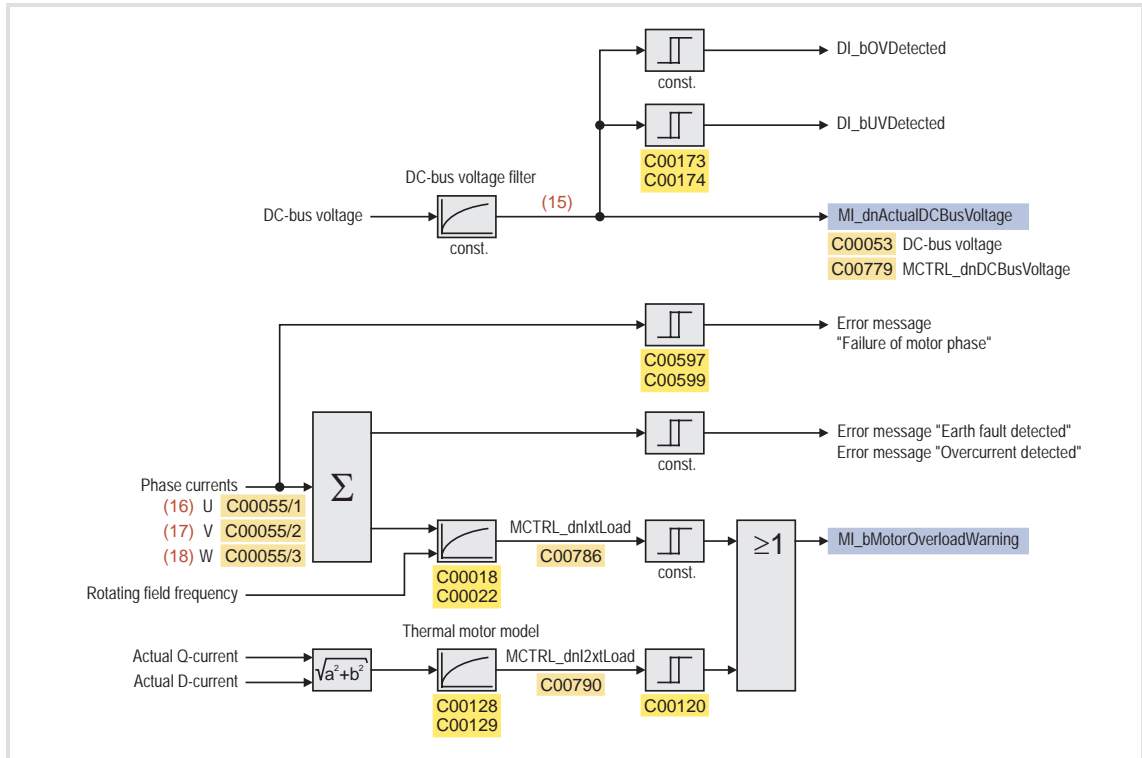 DI_bOVDetected
const.
DI_bUVDetected
C00173
C00174
DC-bus voltage filter
(15)
DC-bus voltage
const.
MI_dnActualDCBusVoltage
C00053 DC-bus voltage
C00779 MCTRL_dnDCBusVoltage
Error message
"Failure of motor phase"
C00597
C00599
Error message "Earth fault detected"
Error message "Overcurrent detected"
const.
Phase currents
Σ
(16) U C00055/1
(17) V C00055/2
(18) W C00055/3
MCTRL_dnIxtLoad
C00786
const.
≥1
MI_bMotorOverloadWarning
C00018
C00022
Rotating field frequency
Thermal motor model
Actual Q-current
Actual D-current
√a²+b²
MCTRL_dnI2xtLoad
C00790
C00128
C00129
C00120